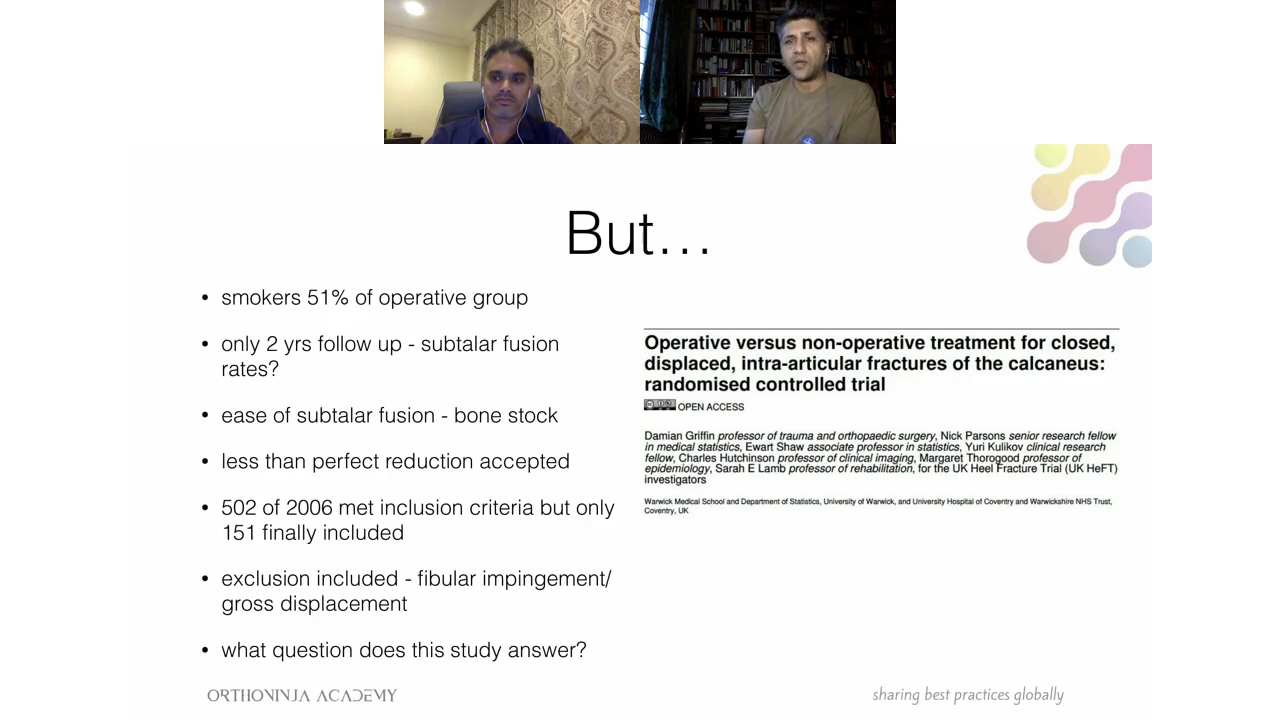 But...
• smokers 51% of operative group
• only 2 yrs follow up - subtalar fusion
rates?
• ease of subtalar fusion - bone stock
• less than perfect reduction accepted
• 502 of 2006 met inclusion criteria but only
151 finally included
• exclusion included - fibular impingement/
gross displacement
• what question does this study answer?
Operative versus non-operative treatment for closed,
displaced, intra-articular fractures of the calcaneus:
randomised controlled trial
OPEN ACCESS
Damian Griffin professor of trauma and orthopaedic surgery, Nick Parsons senior research fellow
in medical statistics, Ewart Shaw associate professor in statistics, Yuri Kulikov clinical research
fellow, Charles Hutchinson professor of clinical imaging, Margaret Thorogood professor of
epidemiology, Sarah E Lamb professor of rehabilitation, for the UK Heel Fracture Trial (UK HeFT)
investigators
Warwick Medical School and Department of Statistics, University of Warwick, and University Hospital of Coventry and Warwickshire NHS Trust,
Coventry, UK
ORTHONINJA ACADEMY
sharing best practices globally